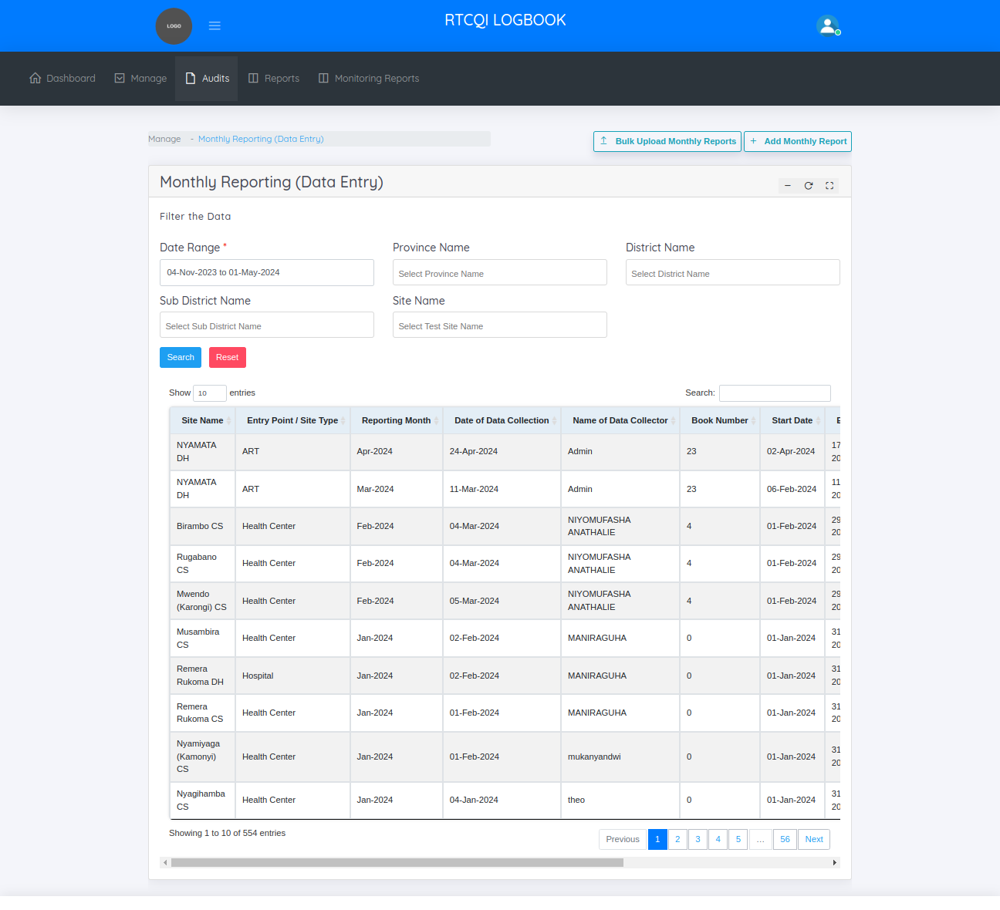 LOGO
RTCQI LOGBOOK
Dashboard Manage Audits Reports Monitoring Reports
Manage - Monthly Reporting (Data Entry)
Bulk Upload Monthly Reports + Add Monthly Report
Monthly Reporting (Data Entry)
Filter the Data
Date Range * Province Name District Name
04-Nov-2023 to 01-May-2024 Select Province Name Select District Name
Sub District Name Site Name
Select Sub District Name Select Test Site Name
Search Reset
Show 10 entries Search:
Site Name Entry Point / Site Type Reporting Month Date of Data Collection Name of Data Collector Book Number Start Date E
NYAMATA DH ART Apr-2024 24-Apr-2024 Admin 23 02-Apr-2024 17 20
NYAMATA DH ART Mar-2024 11-Mar-2024 Admin 23 06-Feb-2024 11 20
Birambo CS Health Center Feb-2024 04-Mar-2024 NIYOMUFASHA ANATHALIE 4 01-Feb-2024 29 20
Rugabano CS Health Center Feb-2024 04-Mar-2024 NIYOMUFASHA ANATHALIE 4 01-Feb-2024 29 20
Mwendo (Karongi) CS Health Center Feb-2024 05-Mar-2024 NIYOMUFASHA ANATHALIE 4 01-Feb-2024 29 20
Musambira CS Health Center Jan-2024 02-Feb-2024 MANIRAGUHA 0 01-Jan-2024 31 20
Remera Rukoma DH Hospital Jan-2024 02-Feb-2024 MANIRAGUHA 0 01-Jan-2024 31 20
Remera Rukoma CS Health Center Jan-2024 01-Feb-2024 MANIRAGUHA 0 01-Jan-2024 31 20
Nyamiyaga (Kamonyi) CS Health Center Jan-2024 01-Feb-2024 mukanyandwi 0 01-Jan-2024 31 20
Nyagihamba CS Health Center Jan-2024 04-Jan-2024 theo 0 01-Jan-2024 31 20
Showing 1 to 10 of 554 entries Previous 1 2 3 4 5 … 56 Next